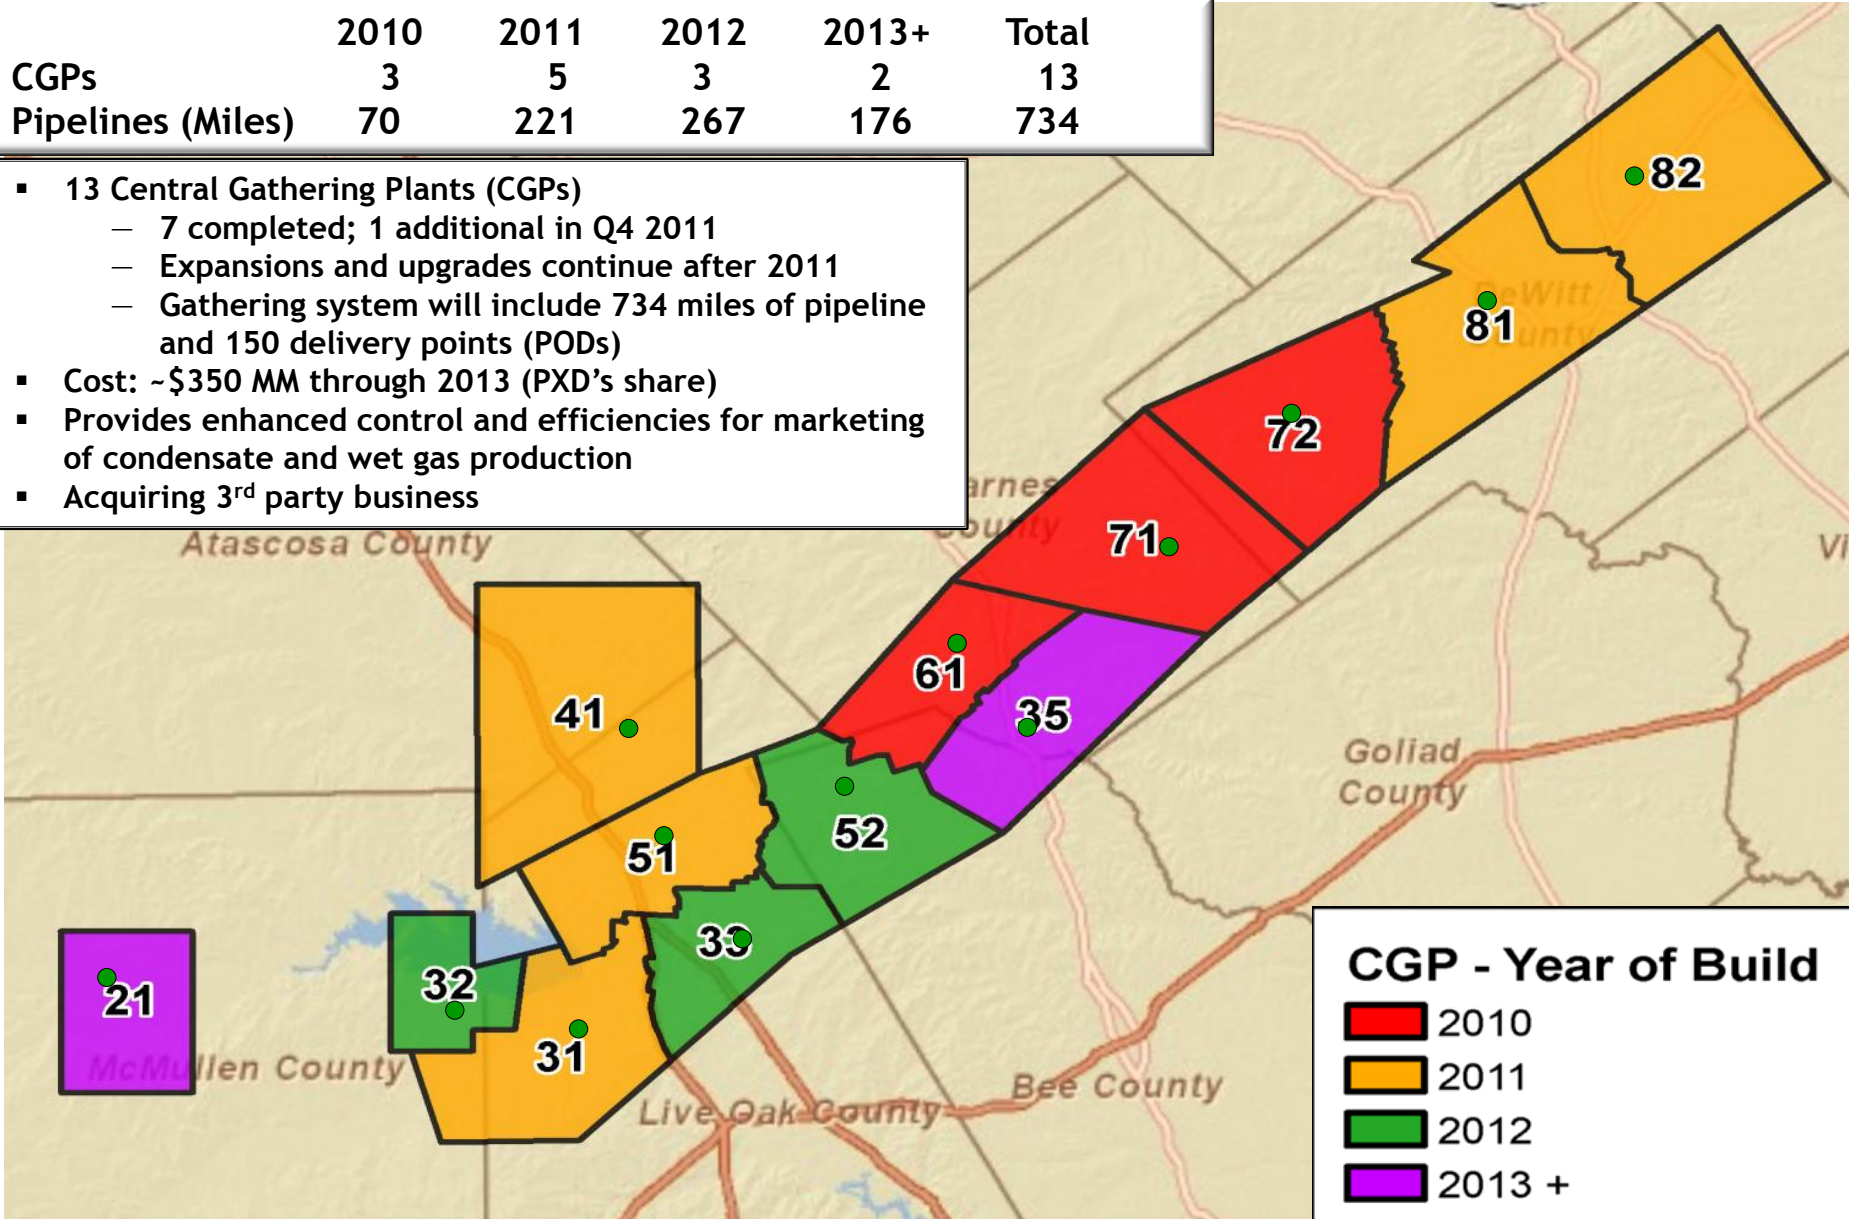 2010 2011 2012 2013+ Total
CGPs 3 5 3 2 13
Pipelines (Miles) 70 221 267 176 734
▪ 13 Central Gathering Plants (CGPs)
— 7 completed; 1 additional in Q4 2011
— Expansions and upgrades continue after 2011
— Gathering system will include 734 miles of pipeline
and 150 delivery points (PODs)
▪ Cost: ~$350 MM through 2013 (PXD's share)
▪ Provides enhanced control and efficiencies for marketing
of condensate and wet gas production
▪ Acquiring 3rd party business
82
DeWitt
81
County
72
arnes
County
71
Atascosa County
Vi
61
41
35
Goliad
County
51
52
33
32
21
31
McMullen County
Live Oak County
Bee County
CGP - Year of Build
2010
2011
2012
2013 +